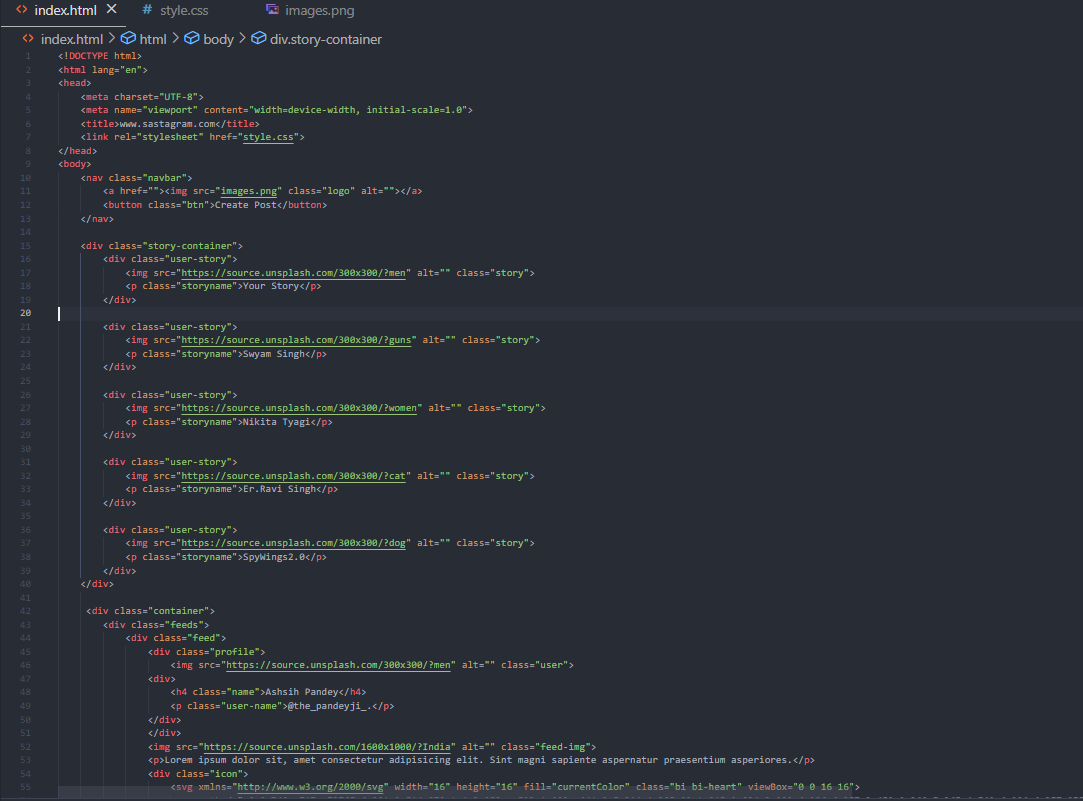 index.html
style.css
images.png
index.html > html > body > div.story-container
1 <!DOCTYPE html>
2 <html lang="en">
3 <head>
4 <meta charset="UTF-8">
5 <meta name="viewport" content="width=device-width, initial-scale=1.0">
6 <title>www.sastagram.com</title>
7 <link rel="stylesheet" href="style.css">
8 </head>
9 <body>
10 <nav class="navbar">
11 <a href=""><img src="images.png" class="logo" alt=""></a>
12 <button class="btn">Create Post</button>
13 </nav>
14
15 <div class="story-container">
16 <div class="user-story">
17 <img src="https://source.unsplash.com/300x300/?men" alt="" class="story">
18 <p class="storyname">Your Story</p>
19 </div>
20
21 <div class="user-story">
22 <img src="https://source.unsplash.com/300x300/?guns" alt="" class="story">
23 <p class="storyname">Swyam Singh</p>
24 </div>
25
26 <div class="user-story">
27 <img src="https://source.unsplash.com/300x300/?women" alt="" class="story">
28 <p class="storyname">Nikita Tyagi</p>
29 </div>
30
31 <div class="user-story">
32 <img src="https://source.unsplash.com/300x300/?cat" alt="" class="story">
33 <p class="storyname">Er.Ravi Singh</p>
34 </div>
35
36 <div class="user-story">
37 <img src="https://source.unsplash.com/300x300/?dog" alt="" class="story">
38 <p class="storyname">SpyWings2.0</p>
39 </div>
40 </div>
41
42 <div class="container">
43 <div class="feeds">
44 <div class="feed">
45 <div class="profile">
46 <img src="https://source.unsplash.com/300x300/?men" alt="" class="user">
47 <div>
48 <h4 class="name">Ashsih Pandey</h4>
49 <p class="user-name">@the_pandeyji_.</p>
50 </div>
51 </div>
52 <img src="https://source.unsplash.com/1600x1000/?India" alt="" class="feed-img">
53 <p>Lorem ipsum dolor sit, amet consectetur adipisicing elit. Sint magni sapiente aspernatur praesentium asperiores.</p>
54 <div class="icon">
55 <svg xmlns="http://www.w3.org/2000/svg" width="16" height="16" fill="currentColor" class="bi bi-heart" viewBox="0 0 16 16">